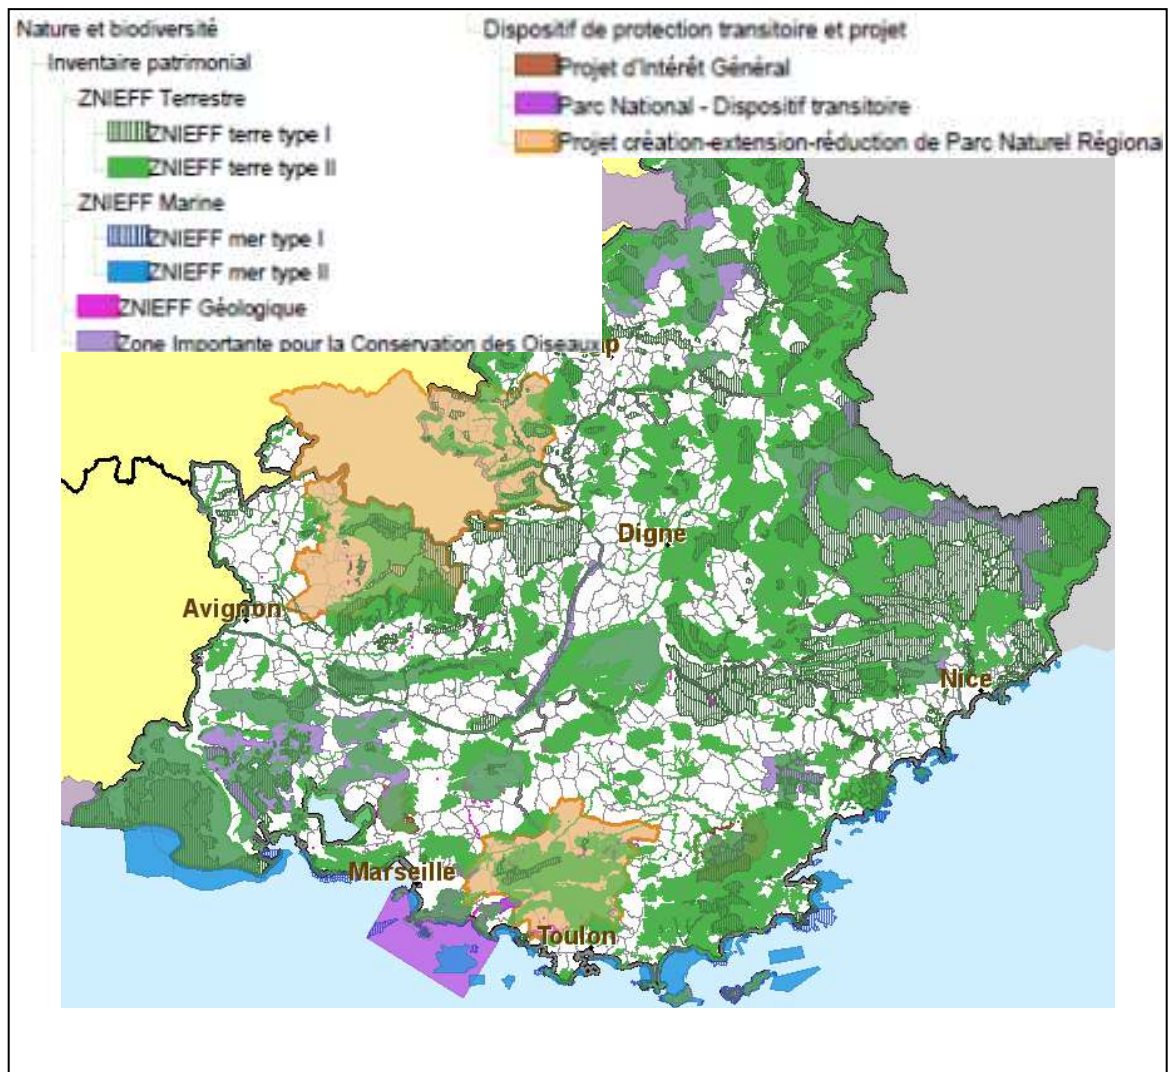 Nature et biodiversité
Inventaire patrimonial
ZNIEFF Terrestre
ZNIEFF terre type I
ZNIEFF terre type II
ZNIEFF Marine
ZNIEFF mer type I
ZNIEFF mer type II
ZNIEFF Géologique
Zone Importante pour la Conservation des Oiseaux
Dispositif de protection transitoire et projet
Projet d'Intérêt Général
Parc National - Dispositif transitoire
Projet création-extension-réduction de Parc Naturel Régiona
Digne
Avignon
Nice
Marseille
Toulon